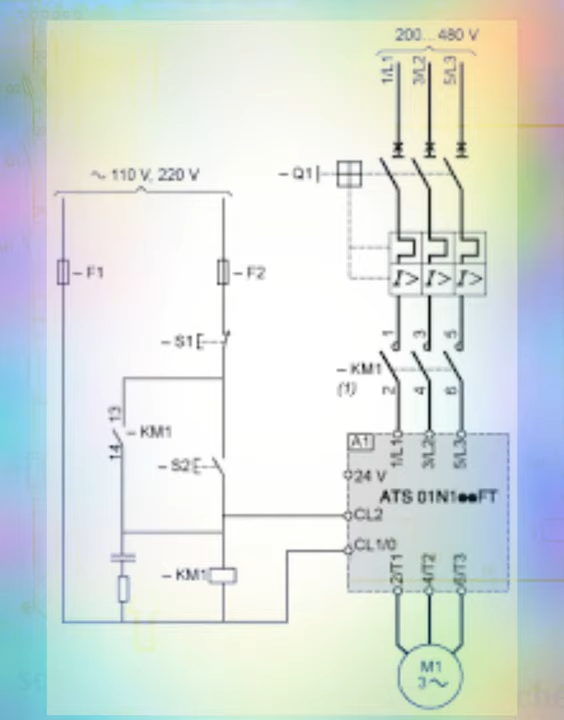 200...480 V
1/L1 3/L2 5/L3
– Q1
~ 110 V, 220 V
– F1
– F2
I> I> I>
– S1
1 3 5
– KM1
(1)
2 4 6
13
– KM1
14
A1
1/L1 3/L2 5/L3
– S2
24 V
ATS 01N1●●FT
CL2
CL1/0
– KM1
2/T1 4/T2 6/T3
M1
3 ~